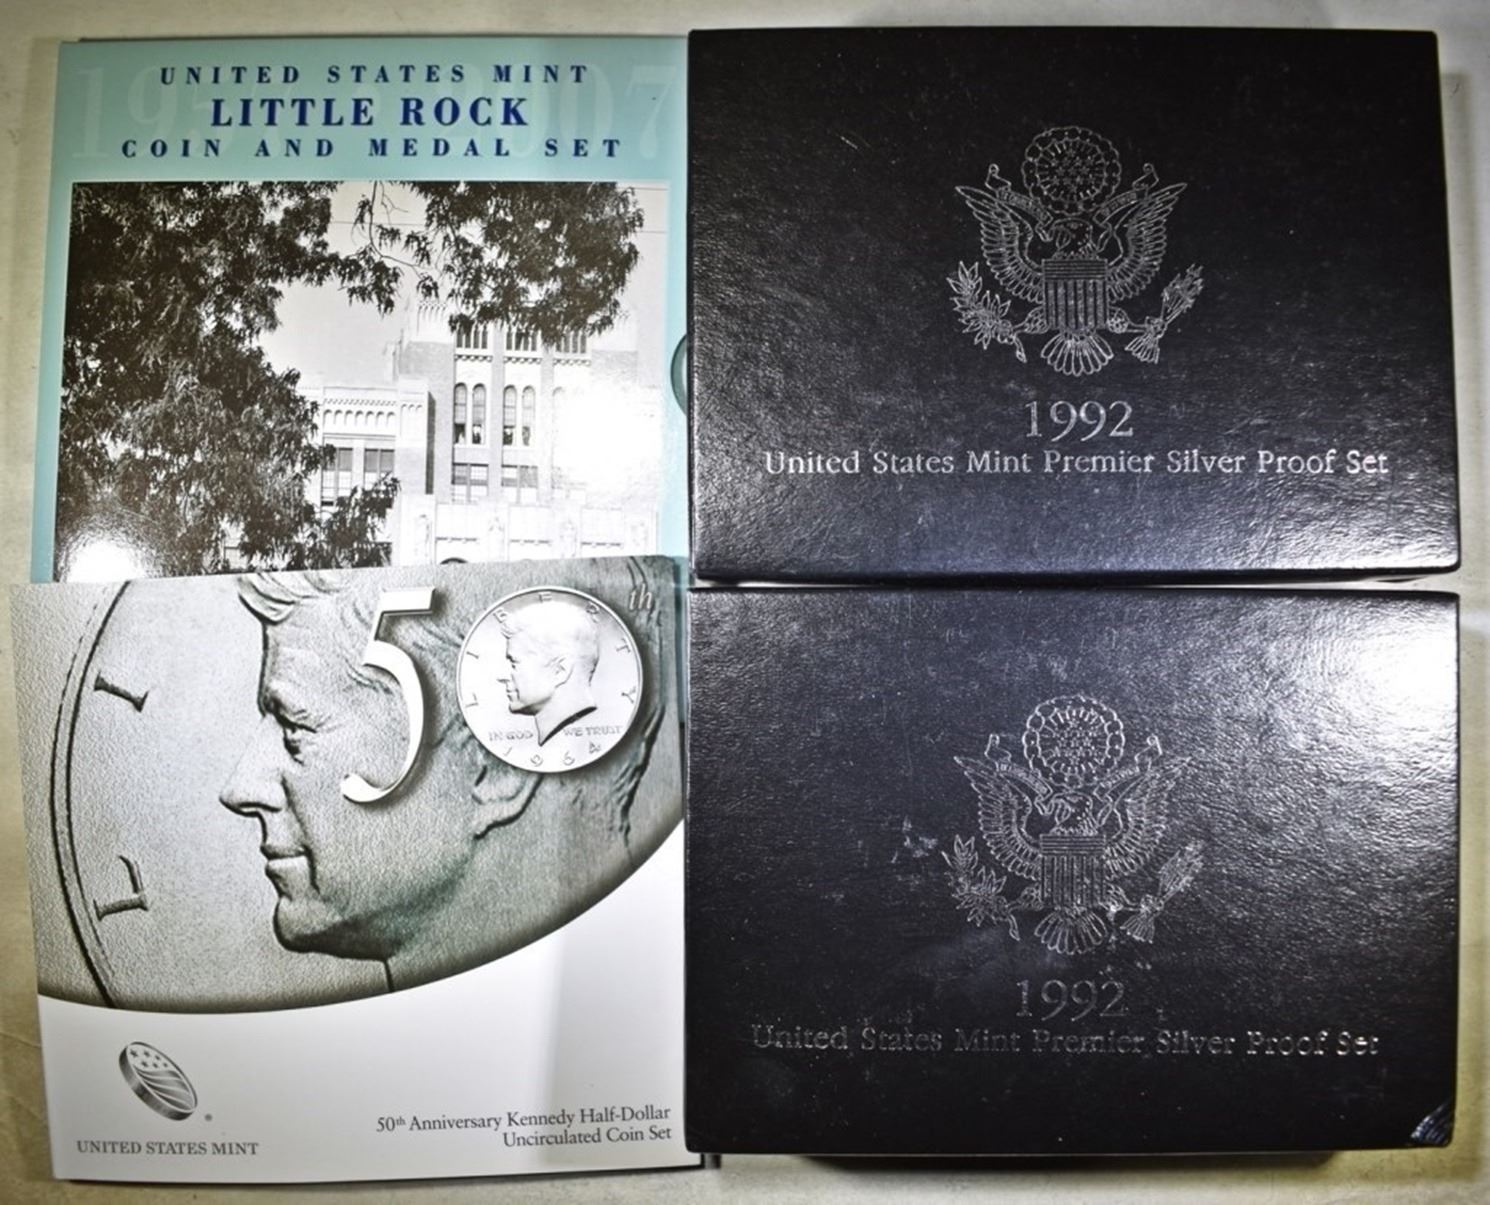 UNITED STATES MINT
LITTLE ROCK
COIN AND MEDAL SET
1992
United States Mint Premier Silver Proof Set
50th
LIBERTY
IN GOD WE TRUST
1964
UNITED STATES MINT
50th Anniversary Kennedy Half-Dollar
Uncirculated Coin Set
1992
United States Mint Premier Silver Proof Set